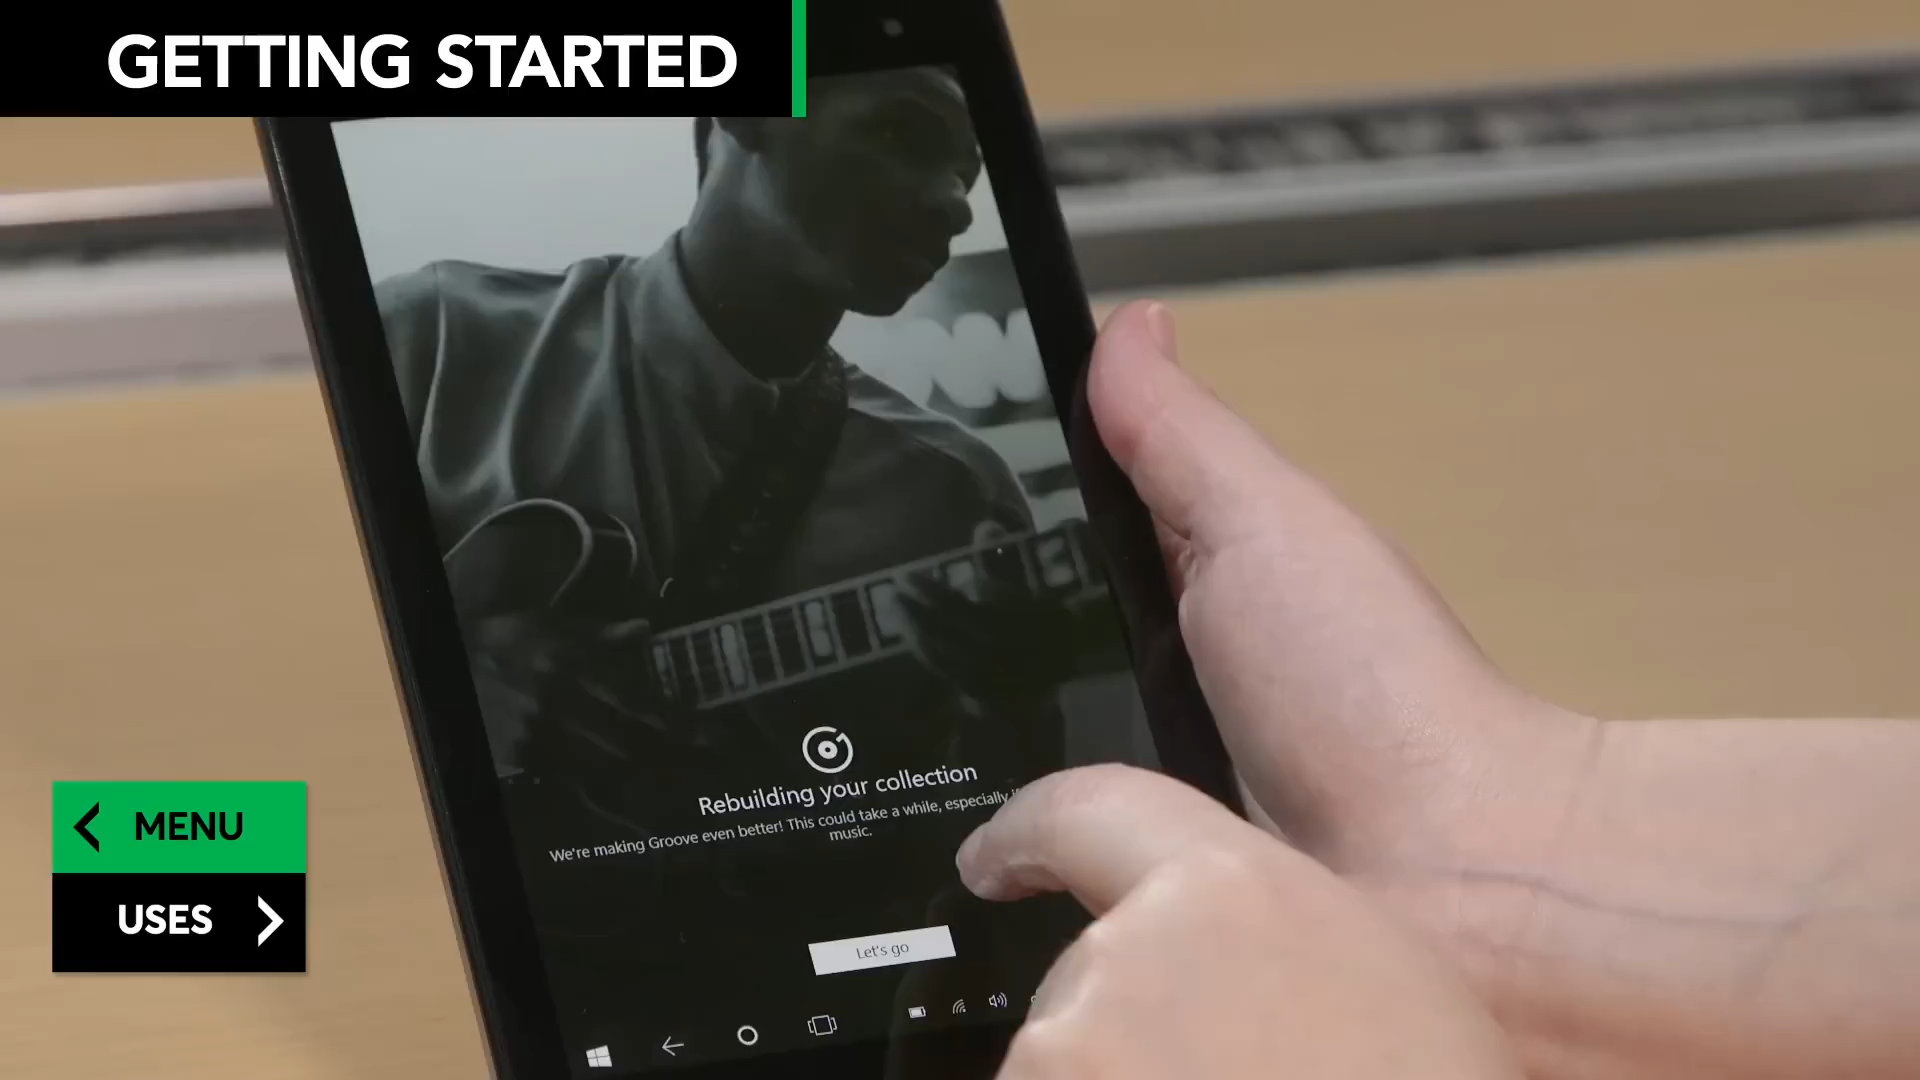 GETTING STARTED
Rebuilding your collection
We're making Groove even better! This could take a while, especially
music.
Let's go
MENU
USES